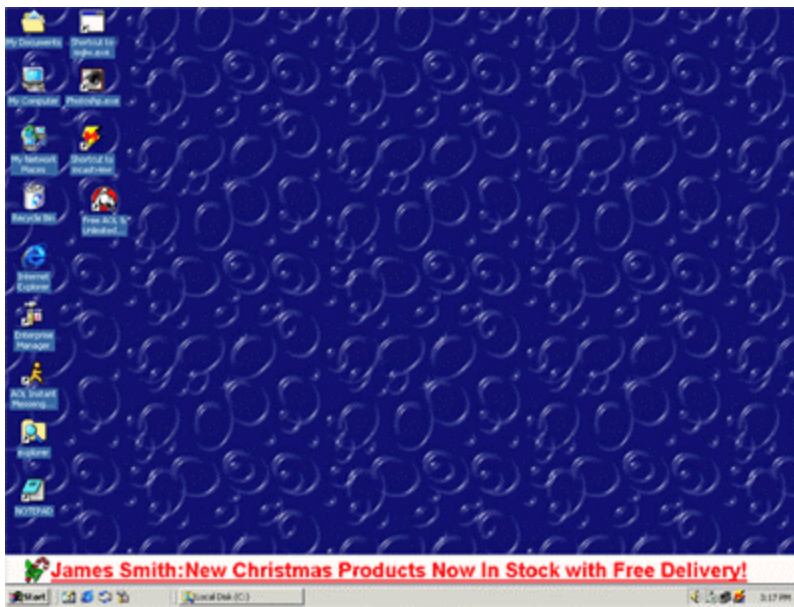 My Documents
Shortcut to
My Computer
Photoshp.exe
My Network
Places
Shortcut to
Recycle Bin
Free AOL &
Unlimited...
Internet
Explorer
Enterprise
Manager
AOL Instant
Messeng...
explorer
NOTEPAD
James Smith:New Christmas Products Now In Stock with Free Delivery!
Start
Local Disk (C:)
3:17 PM